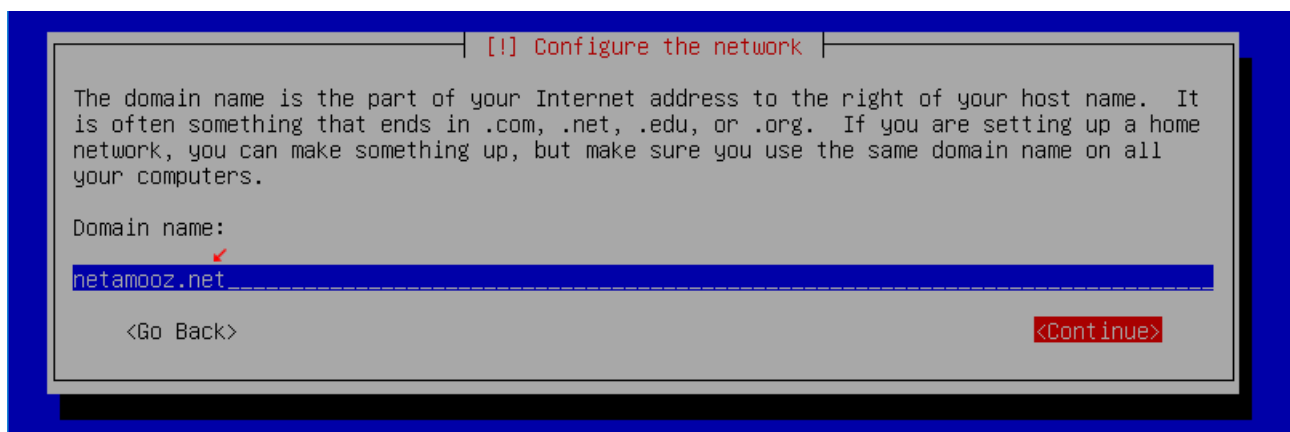 [!] Configure the network
The domain name is the part of your Internet address to the right of your host name.  It
is often something that ends in .com, .net, .edu, or .org.  If you are setting up a home
network, you can make something up, but make sure you use the same domain name on all
your computers.
Domain name:
netamooz.net
<Go Back> <Continue>